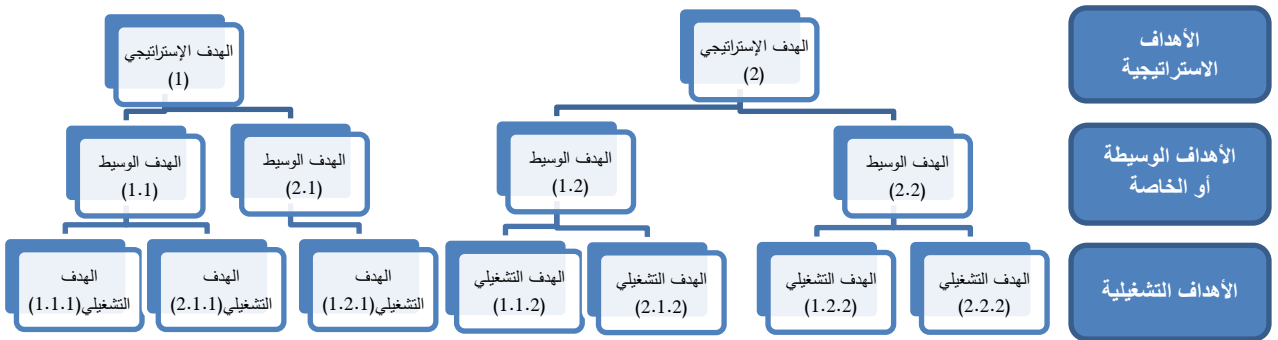 الأهداف
الاستراتيجية
الهدف الإستراتيجي
(2)
الهدف الإستراتيجي
(1)
الأهداف الوسيطة
أو الخاصة
الهدف الوسيط
(2.2)
الهدف الوسيط
(1.2)
الهدف الوسيط
(2.1)
الهدف الوسيط
(1.1)
الأهداف التشغيلية
الهدف التشغيلي
(2.2.2)
الهدف التشغيلي
(1.2.2)
الهدف التشغيلي
(2.1.2)
الهدف التشغيلي
(1.1.2)
الهدف
التشغيلي(1.2.1)
الهدف
التشغيلي(2.1.1)
الهدف
التشغيلي(1.1.1)